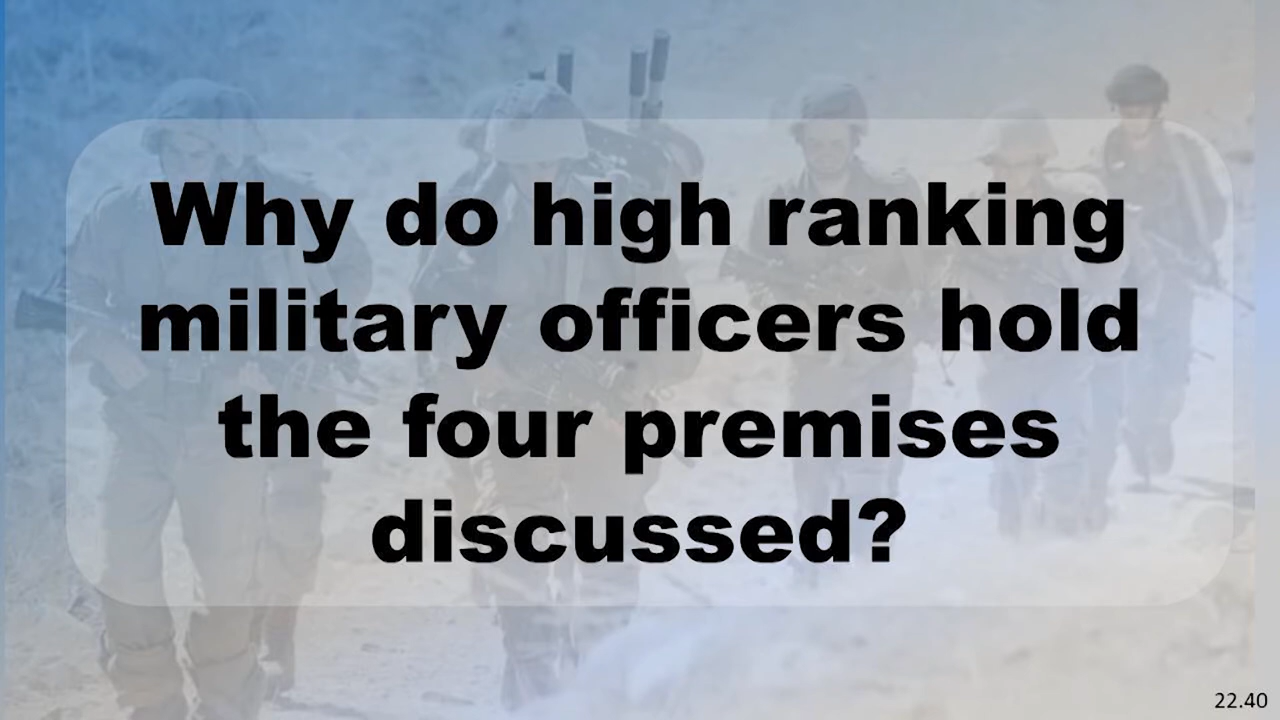 Why do high ranking
military officers hold
the four premises
discussed?
22.40